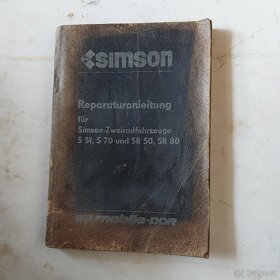 simson
Reparaturanleitung
für
Simson-Zweiradfahrzeuge
S 51, S 70 und SR 50, SR 80
mobile-DDR